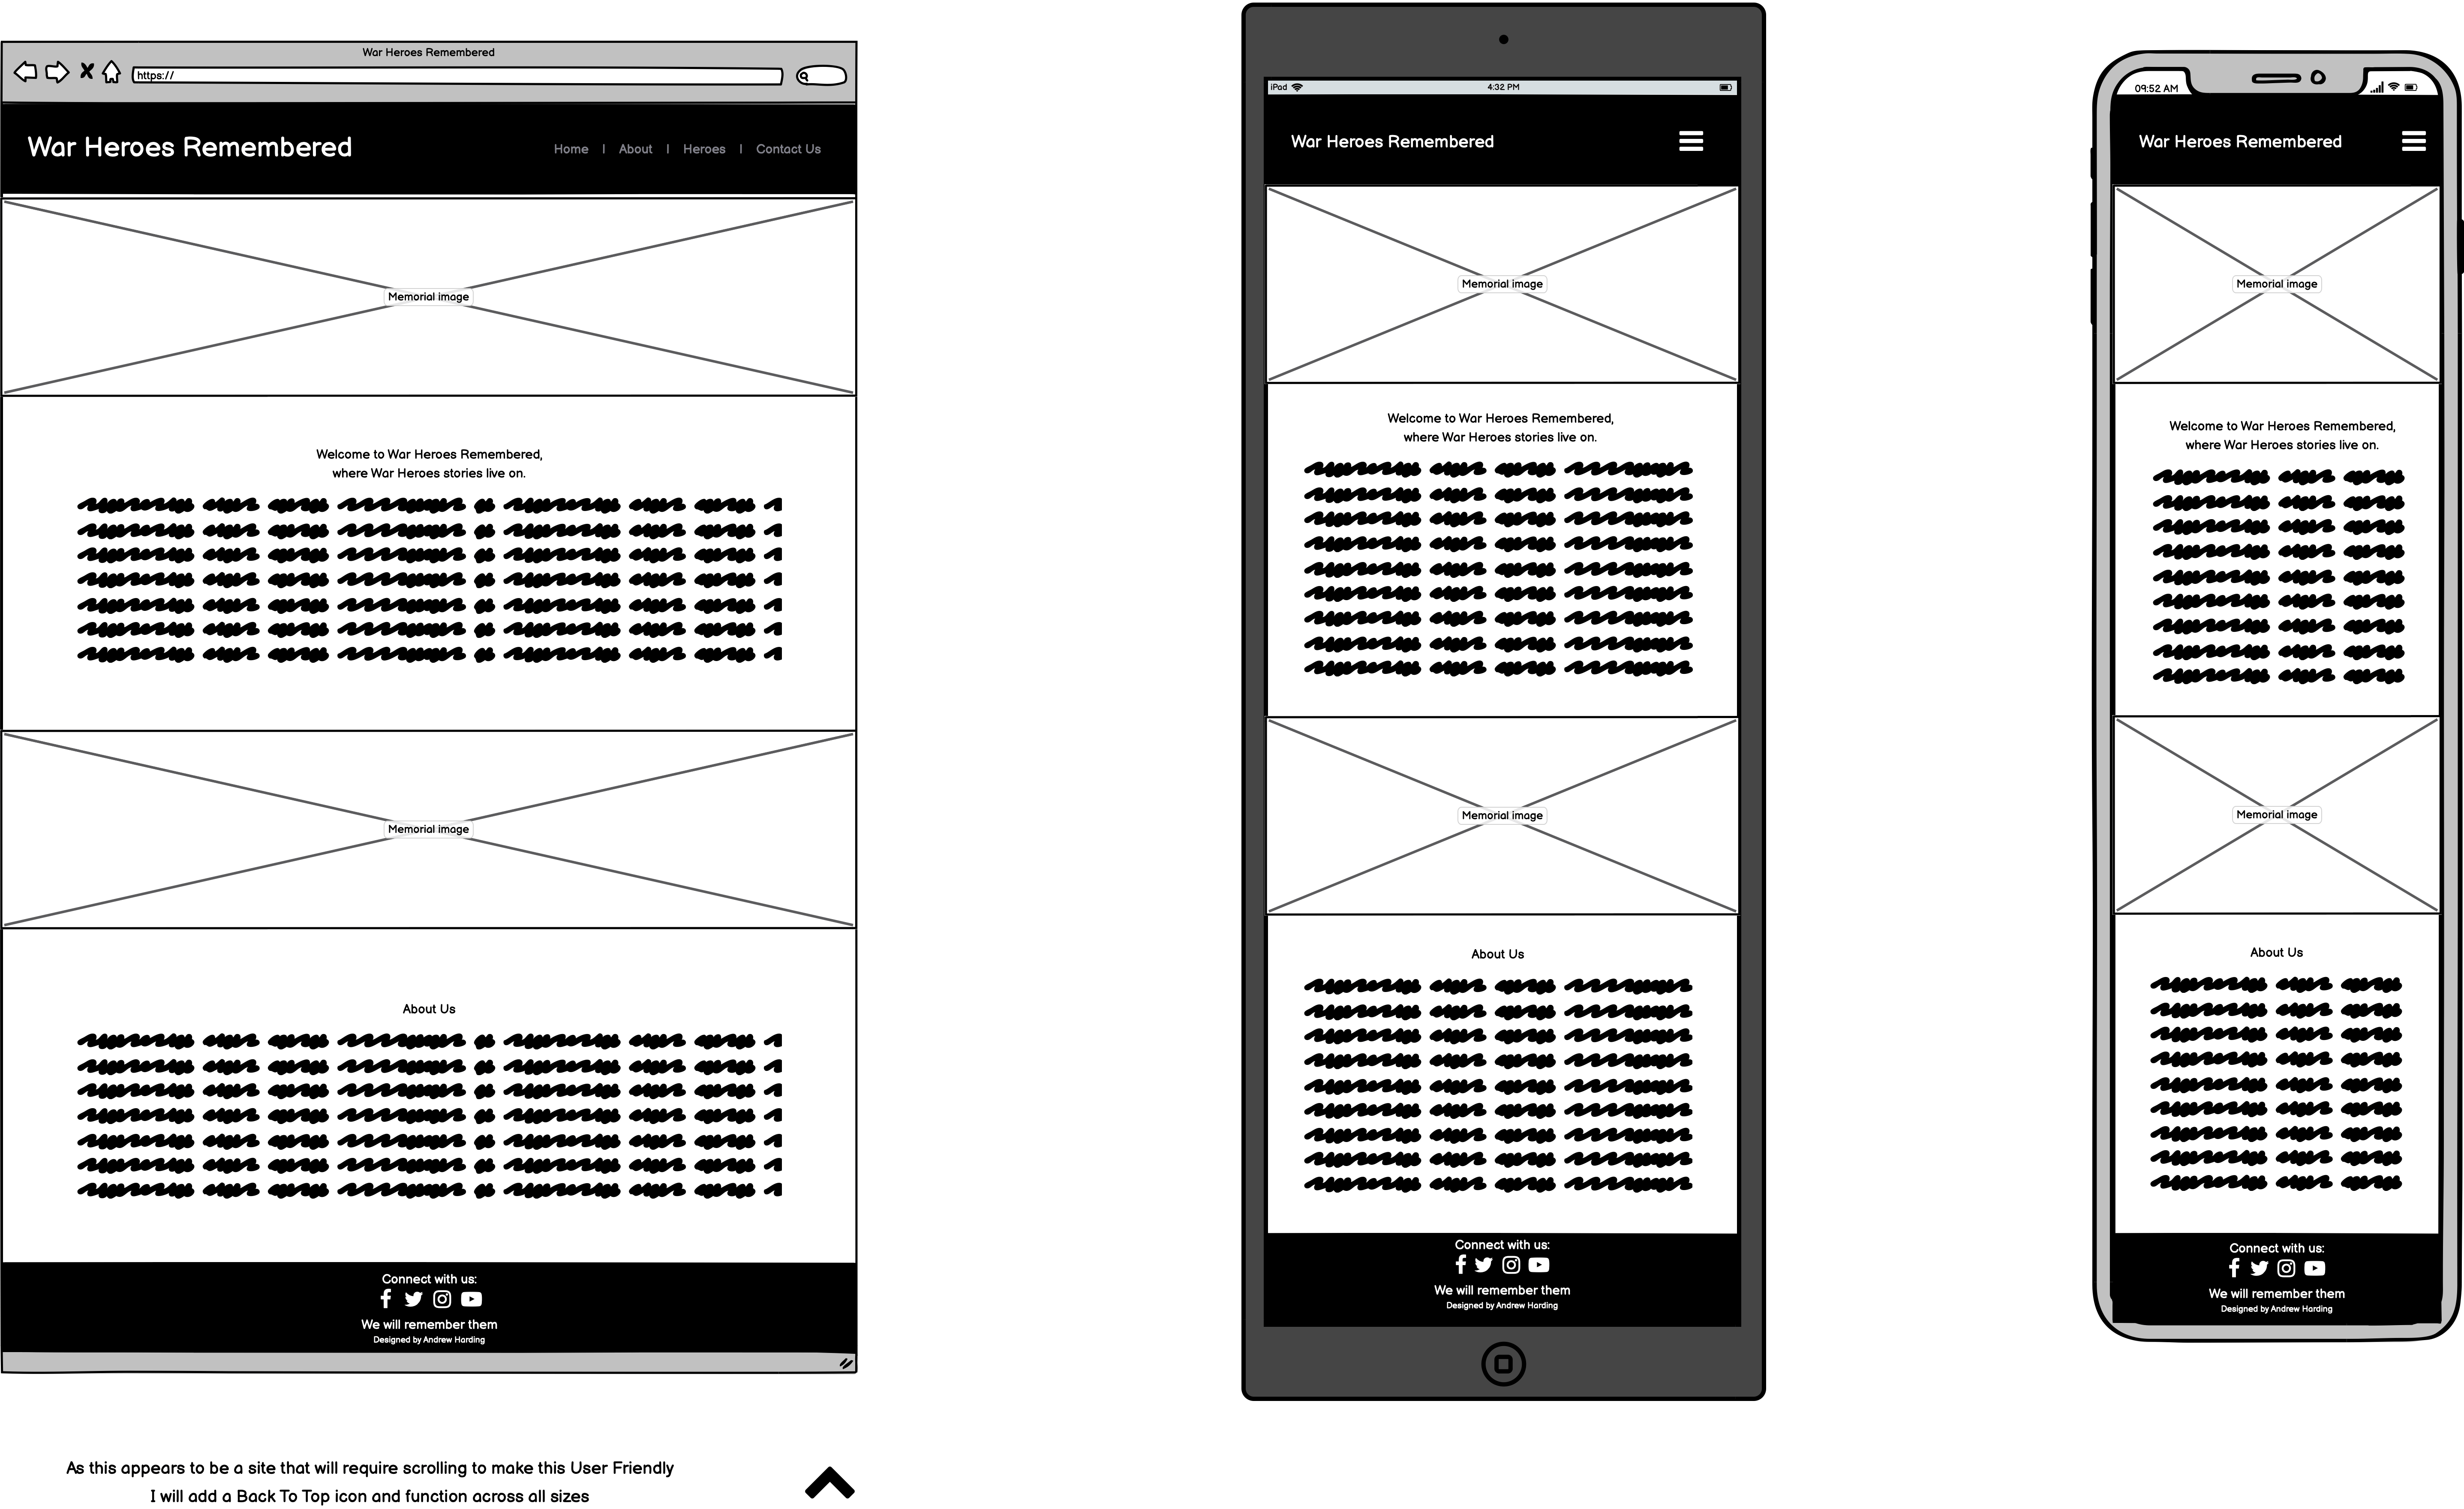 War Heroes Remembered
https://
War Heroes Remembered
Home | About | Heroes | Contact Us
Memorial image
Welcome to War Heroes Remembered,
where War Heroes stories live on.
Memorial image
About Us
Connect with us:
We will remember them
Designed by Andrew Harding
As this appears to be a site that will require scrolling to make this User Friendly
I will add a Back To Top icon and function across all sizes
iPad
4:32 PM
War Heroes Remembered
Memorial image
Welcome to War Heroes Remembered,
where War Heroes stories live on.
Memorial image
About Us
Connect with us:
We will remember them
Designed by Andrew Harding
09:52 AM
War Heroes Remembered
Memorial image
Welcome to War Heroes Remembered,
where War Heroes stories live on.
Memorial image
About Us
Connect with us:
We will remember them
Designed by Andrew Harding